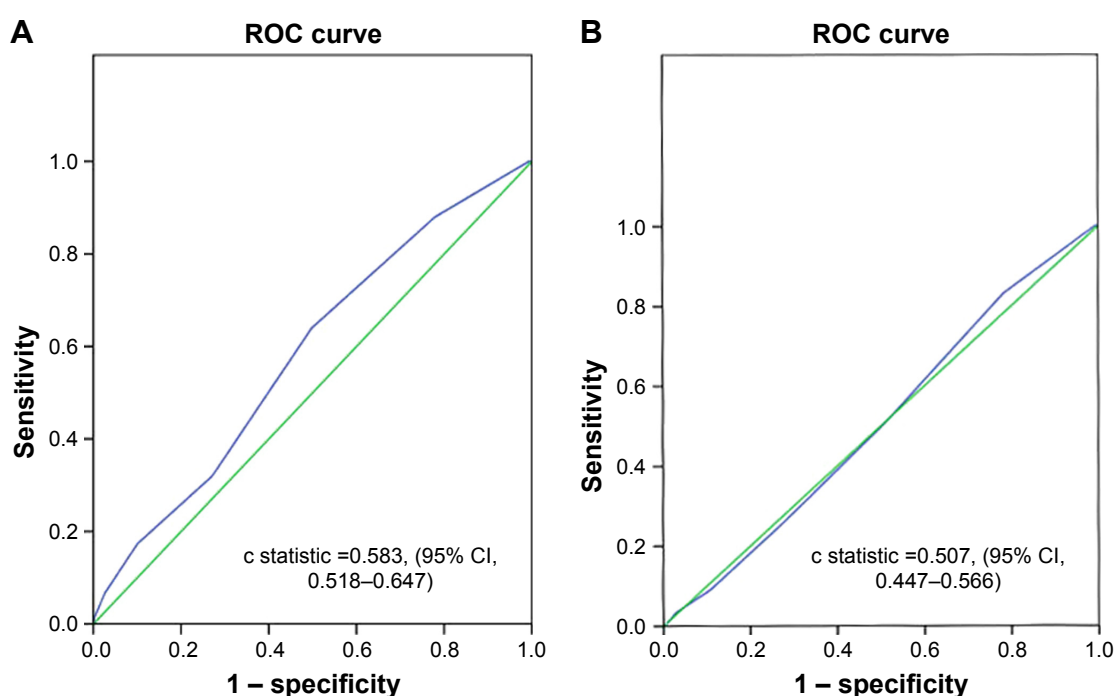 A
ROC curve
1.0
0.8
0.6
0.4
0.2
0.0
Sensitivity
c statistic =0.583, (95% CI,
0.518–0.647)
0.0 0.2 0.4 0.6 0.8 1.0
1 – specificity
B
ROC curve
1.0
0.8
0.6
0.4
0.2
0.0
Sensitivity
c statistic =0.507, (95% CI,
0.447–0.566)
0.0 0.2 0.4 0.6 0.8 1.0
1 – specificity